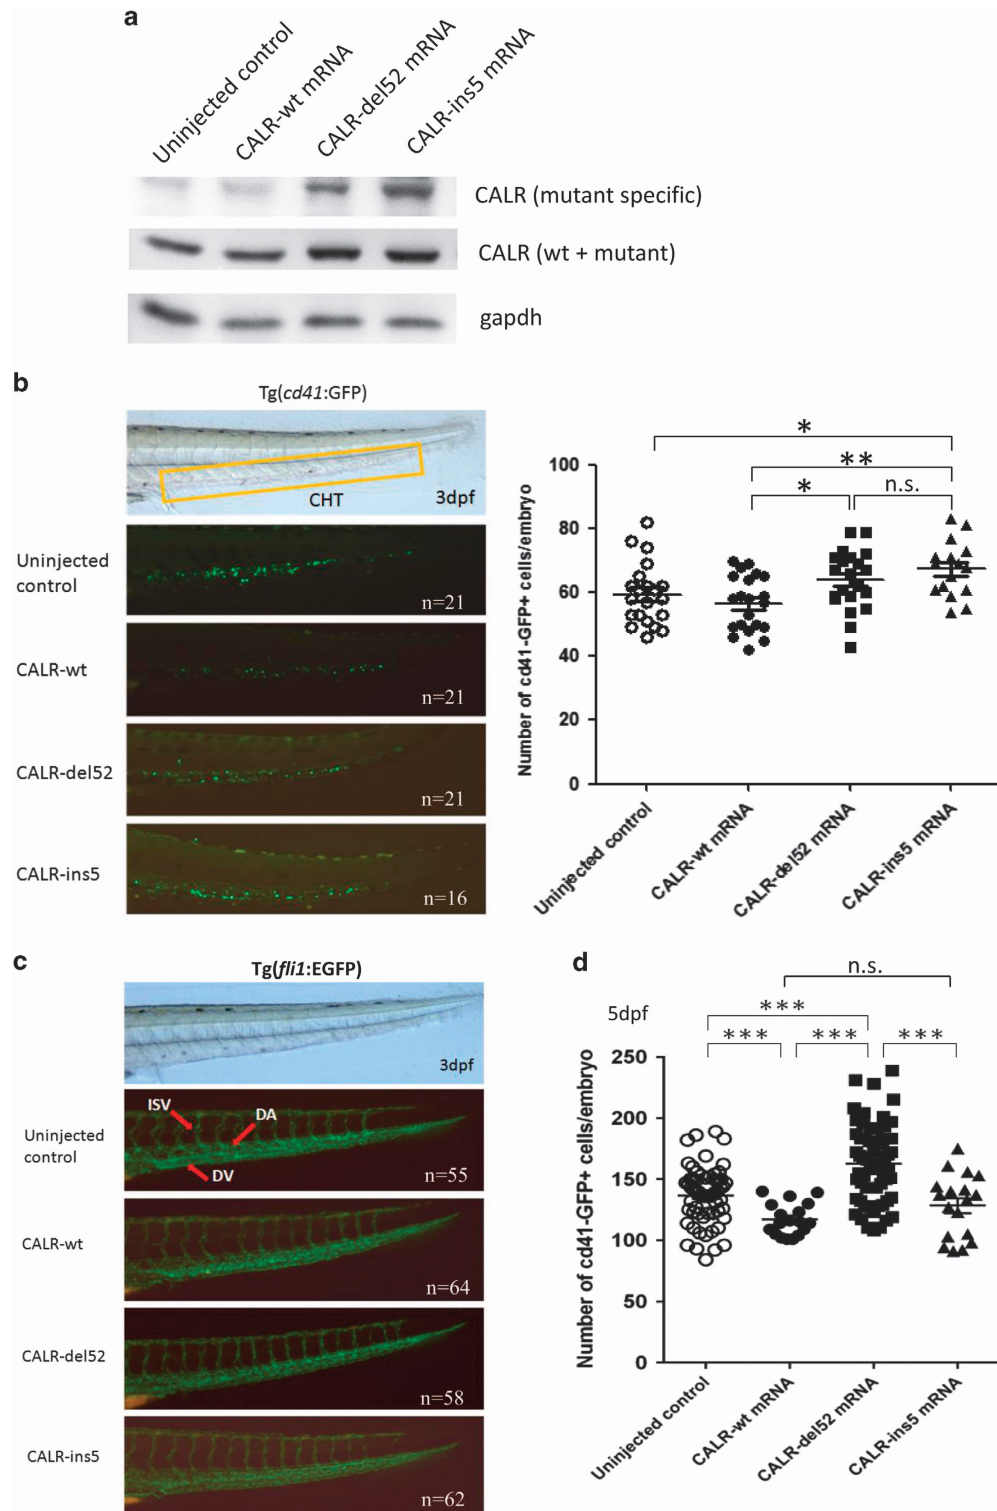 a
Uninjected control
CALR-wt mRNA
CALR-del52 mRNA
CALR-ins5 mRNA
CALR (mutant specific)
CALR (wt + mutant)
gapdh
b
Tg(cd41:GFP)
CHT
3dpf
Uninjected
control
n=21
CALR-wt
n=21
CALR-del52
n=21
CALR-ins5
n=16
*
**
*
n.s.
Number of cd41-GFP+ cells/embryo
100
80
60
40
20
0
Uninjected control
CALR-wt mRNA
CALR-del52 mRNA
CALR-ins5 mRNA
c
Tg(fli1:EGFP)
3dpf
Uninjected
control
ISV
DA
DV
n=55
CALR-wt
n=64
CALR-del52
n=58
CALR-ins5
n=62
d
n.s.
5dpf
***
***
***
***
Number of cd41-GFP+ cells/embryo
250
200
150
100
50
0
Uninjected control
CALR-wt mRNA
CALR-del52 mRNA
CALR-ins5 mRNA